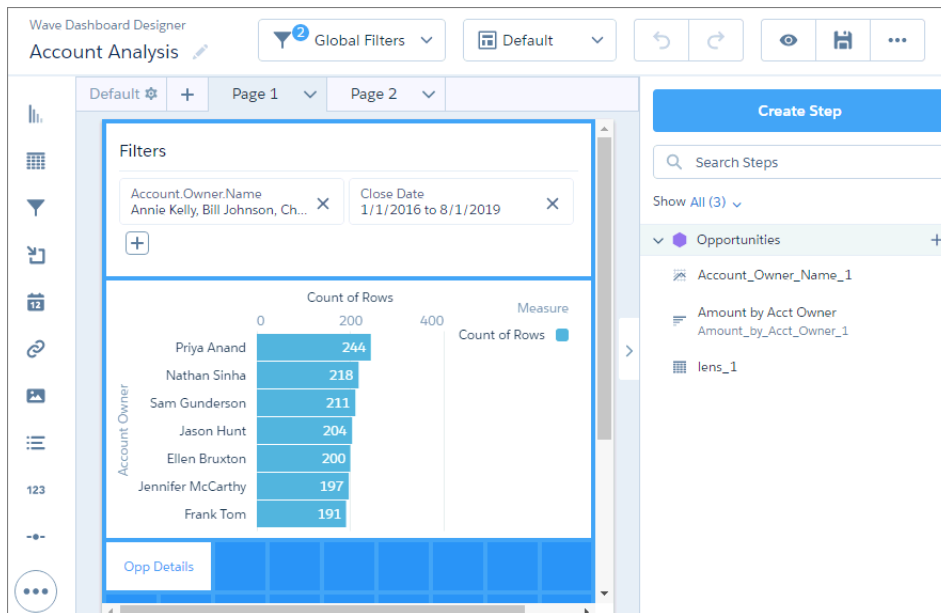 Wave Dashboard Designer
Account Analysis
2
Global Filters
Default
Default
Page 1
Page 2
Filters
Account.Owner.Name
Annie Kelly, Bill Johnson, Ch...
Close Date
1/1/2016 to 8/1/2019
Count of Rows
0 200 400
Measure
Count of Rows
Account Owner
Priya Anand 244
Nathan Sinha 218
Sam Gunderson 211
Jason Hunt 204
Ellen Bruxton 200
Jennifer McCarthy 197
Frank Tom 191
Opp Details
12
123
Create Step
Search Steps
Show All (3)
Opportunities
Account_Owner_Name_1
Amount by Acct Owner
Amount_by_Acct_Owner_1
lens_1